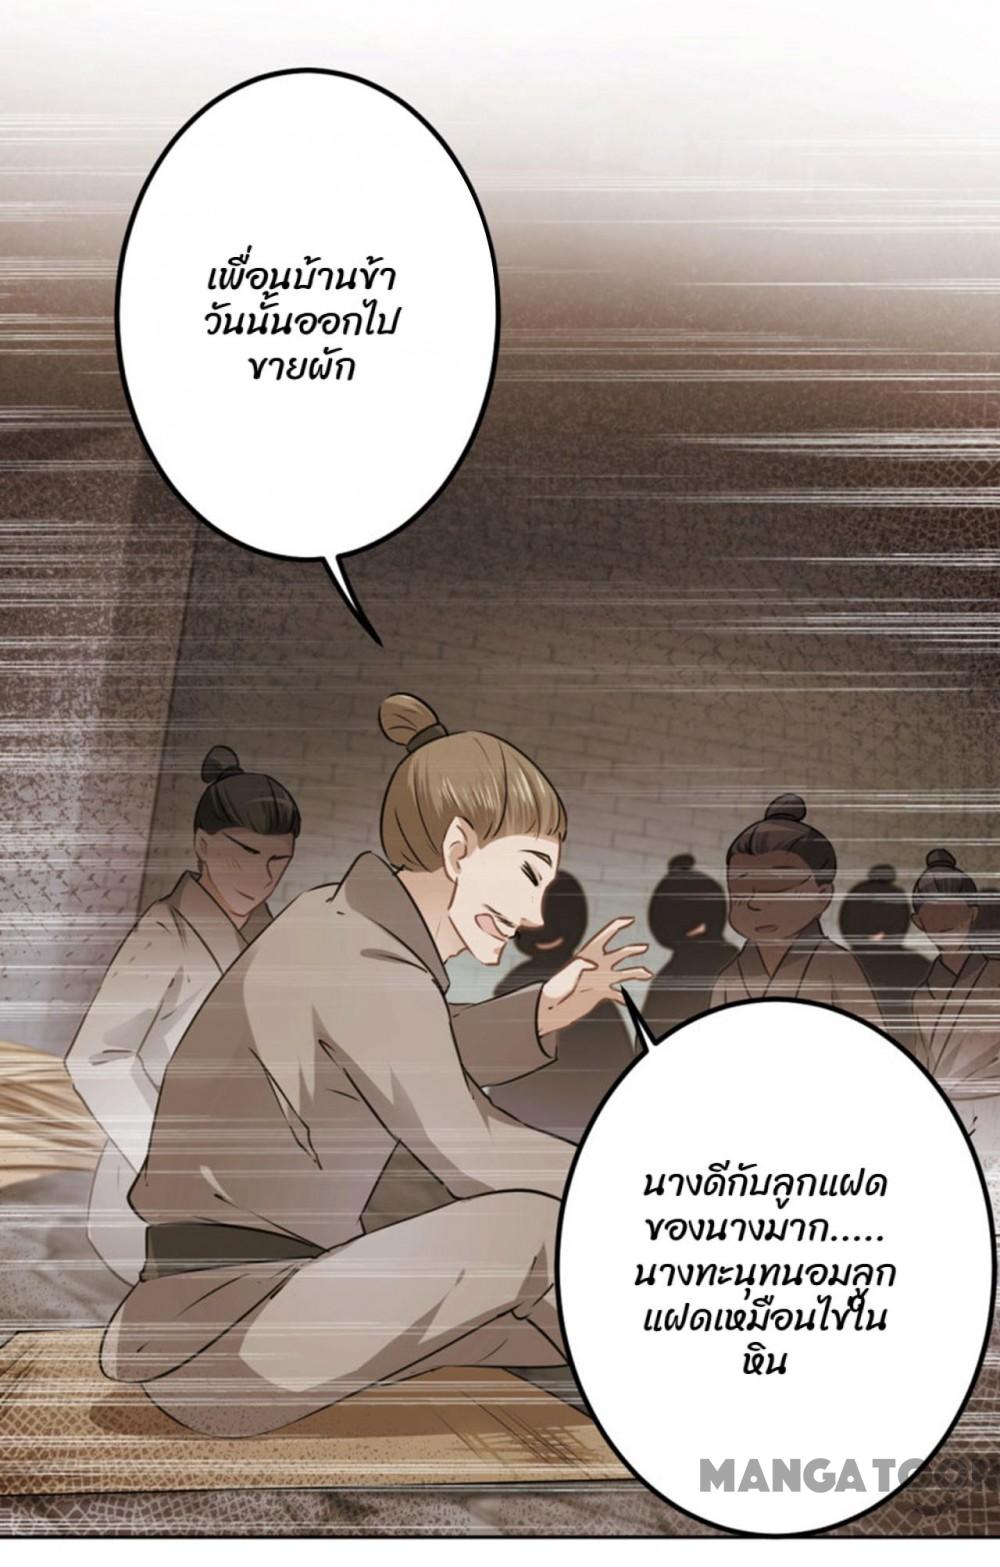 เพื่อนบ้านข้า
วันนั้นออกไป
ขายผัก
นางดีกับลูกแฝด
ของนางมาก.....
นางทะนุทนอมลูก
แฝดเหมือนไข่ใน
หิน
MANGATOON